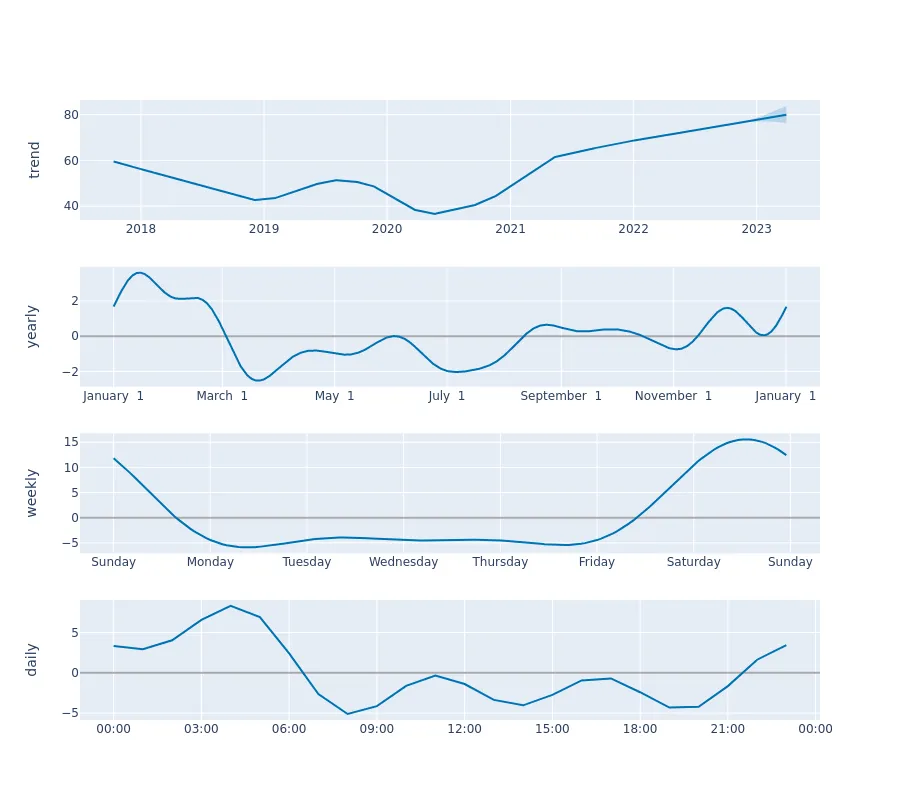 trend
80
60
40
2018 2019 2020 2021 2022 2023
yearly
2
0
−2
January 1 March 1 May 1 July 1 September 1 November 1 January 1
weekly
15
10
5
0
−5
Sunday Monday Tuesday Wednesday Thursday Friday Saturday Sunday
daily
5
0
−5
00:00 03:00 06:00 09:00 12:00 15:00 18:00 21:00 00:00